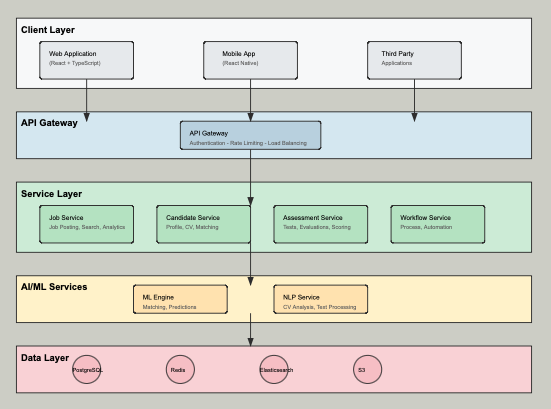 Client Layer
Web Application
(React + TypeScript)
Mobile App
(React Native)
Third Party
Applications
API Gateway
API Gateway
Authentication - Rate Limiting - Load Balancing
Service Layer
Job Service
Job Posting, Search, Analytics
Candidate Service
Profile, CV, Matching
Assessment Service
Tests, Evaluations, Scoring
Workflow Service
Process, Automation
AI/ML Services
ML Engine
Matching, Predictions
NLP Service
CV Analysis, Text Processing
Data Layer
PostgreSQL
Redis
Elasticsearch
S3